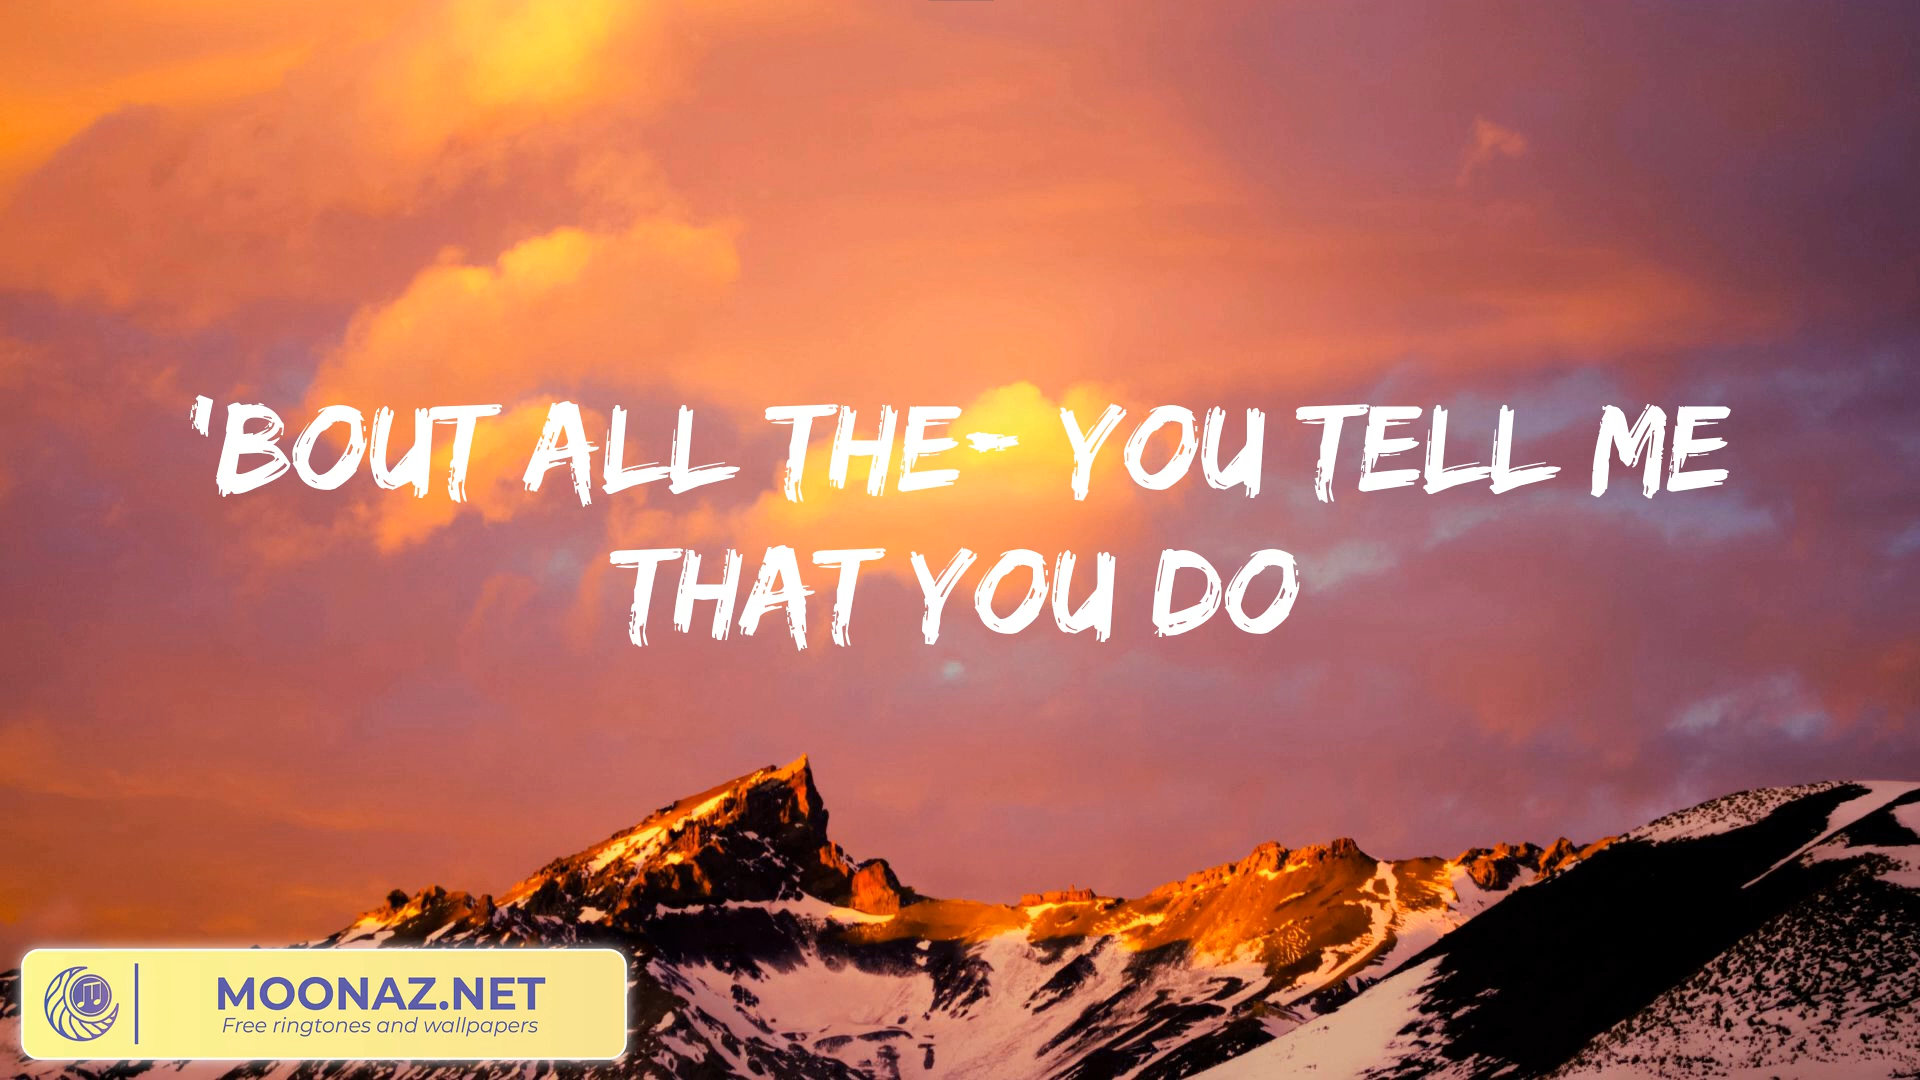 'BOUT ALL THE- YOU TELL ME
THAT YOU DO
MOONAZ.NET
Free ringtones and wallpapers